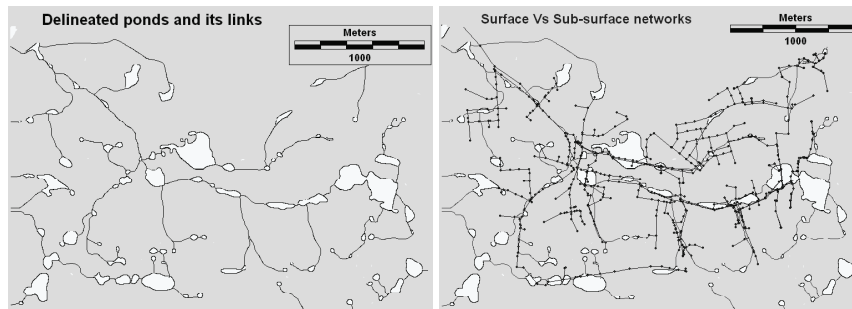 Delineated ponds and its links
Meters
1000
Surface Vs Sub-surface networks
Meters
1000